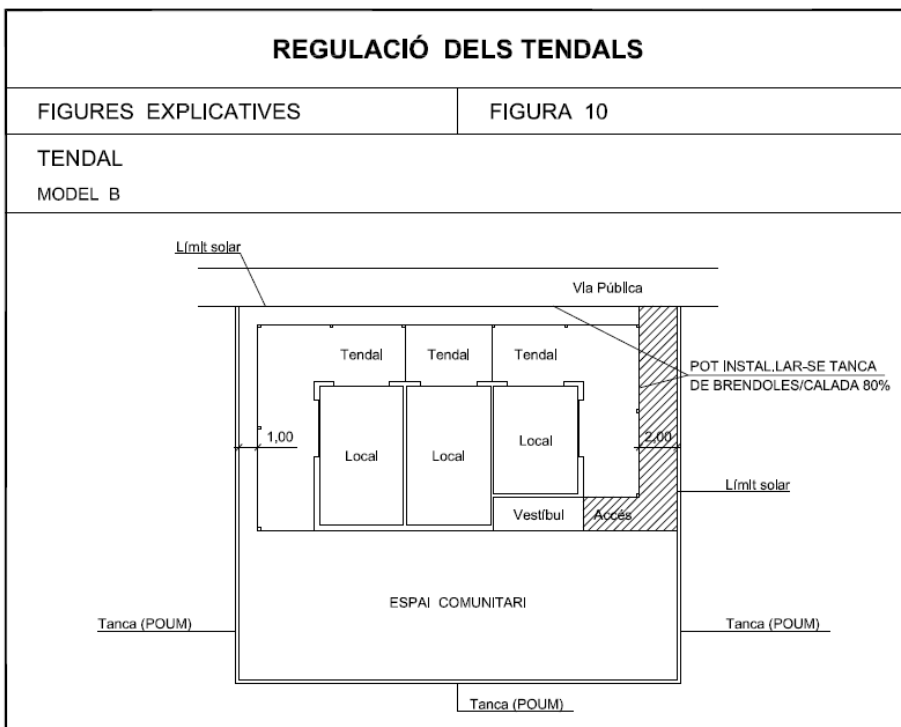 REGULACIÓ DELS TENDALS
FIGURES EXPLICATIVES
FIGURA 10
TENDAL
MODEL B
Límit solar
Via Pública
Tendal
Tendal
Tendal
POT INSTAL.LAR-SE TANCA
DE BRENDOLES/CALADA 80%
1,00
Local
Local
Local
2,00
Límit solar
Vestíbul
Accés
ESPAI COMUNITARI
Tanca (POUM)
Tanca (POUM)
Tanca (POUM)